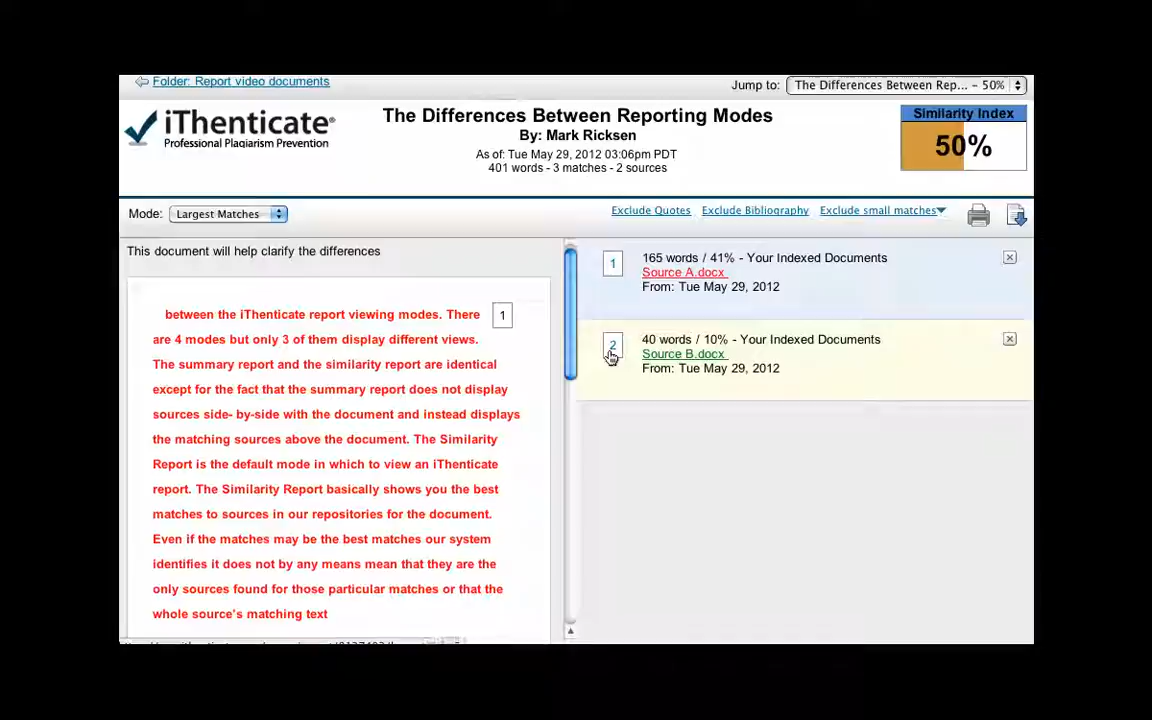 Folder: Report video documents
Jump to: The Differences Between Rep... - 50%
iThenticate®
Professional Plagiarism Prevention
The Differences Between Reporting Modes
By: Mark Ricksen
As of: Tue May 29, 2012 03:06pm PDT
401 words - 3 matches - 2 sources
Similarity Index
50%
Mode: Largest Matches
Exclude Quotes Exclude Bibliography Exclude small matches
This document will help clarify the differences
between the iThenticate report viewing modes. There 1
are 4 modes but only 3 of them display different views.
The summary report and the similarity report are identical
except for the fact that the summary report does not display
sources side- by-side with the document and instead displays
the matching sources above the document. The Similarity
Report is the default mode in which to view an iThenticate
report. The Similarity Report basically shows you the best
matches to sources in our repositories for the document.
Even if the matches may be the best matches our system
identifies it does not by any means mean that they are the
only sources found for those particular matches or that the
whole source's matching text
1 165 words / 41% - Your Indexed Documents
Source A.docx
From: Tue May 29, 2012
2 40 words / 10% - Your Indexed Documents
Source B.docx
From: Tue May 29, 2012